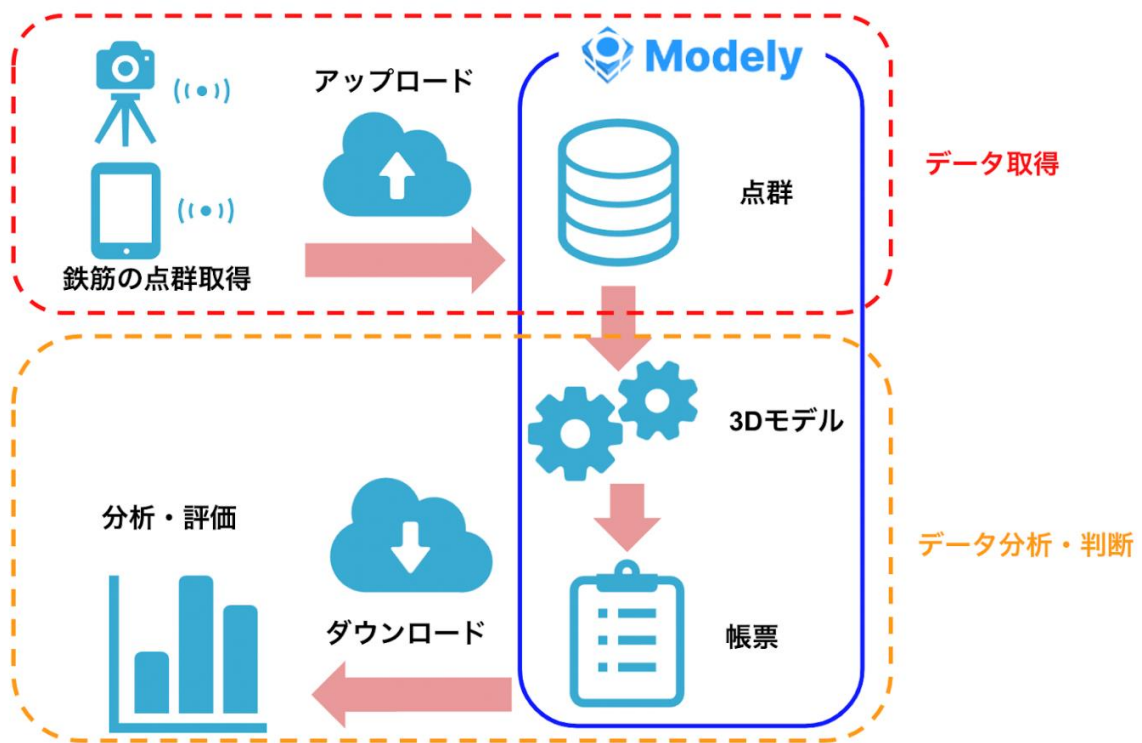 Modely
アップロード
データ取得
点群
鉄筋の点群取得
3Dモデル
分析・評価
データ分析・判断
ダウンロード
帳票